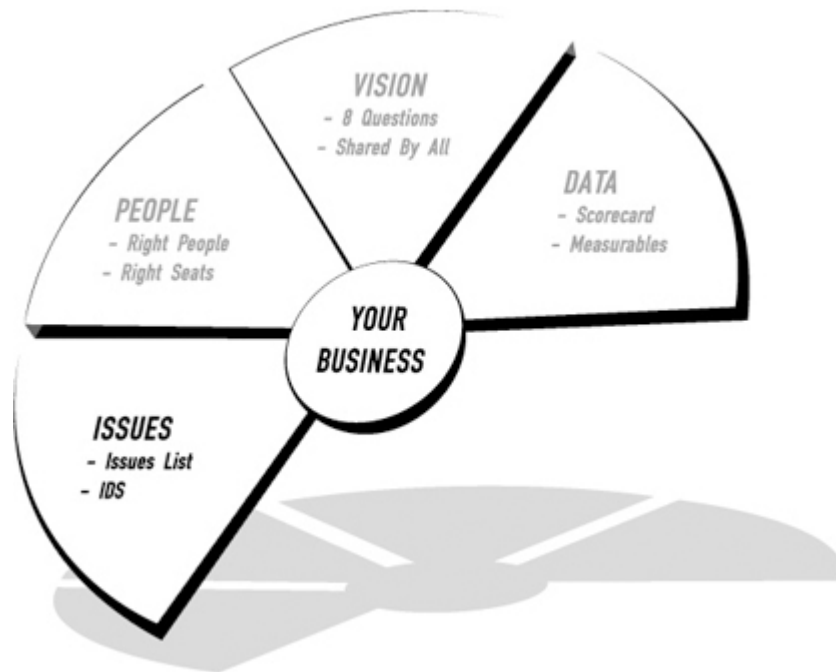 VISION
- 8 Questions
- Shared By All
DATA
- Scorecard
- Measurables
PEOPLE
- Right People
- Right Seats
YOUR
BUSINESS
ISSUES
- Issues List
- IDS